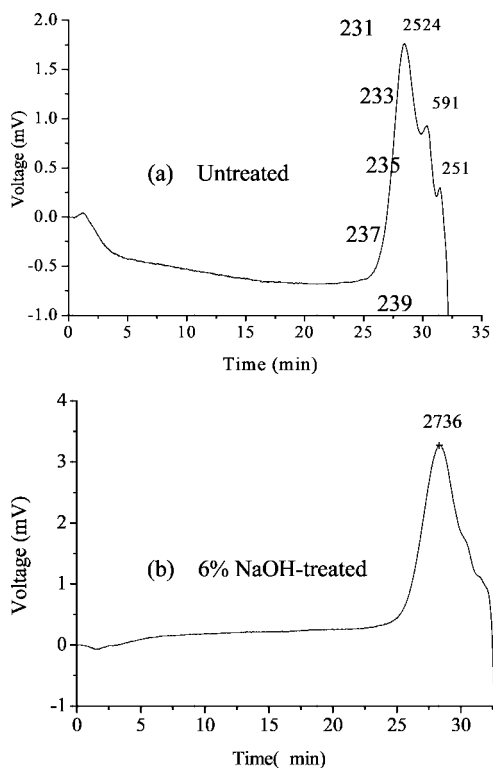 231 2524
2.0
1.5
233 591
1.0
235 251
0.5
(a) Untreated
0.0
237
-0.5
239
-1.0
0 5 10 15 20 25 30 35
Voltage (mV)
Time (min)
4
2736
3
2
1
(b) 6% NaOH-treated
0
-1
0 5 10 15 20 25 30
Voltage (mV)
Time( min)